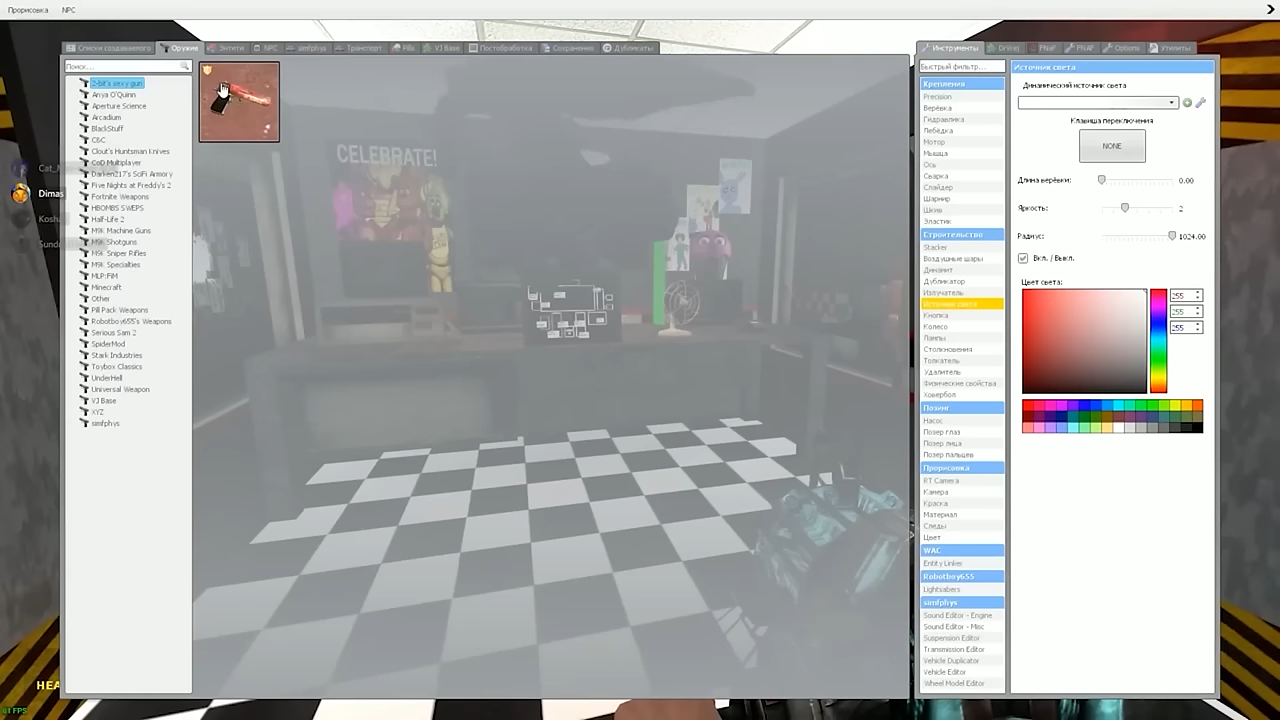 Прорисовка NPC
Списки создаваемого Оружие Энтети NPC simfphys Транспорт Pills VJ Base Постобработка Сохранения Дубликаты
Инструменты Drive FNaF FNAF Options Утилиты
Поиск...
2-bit's sexy gun
Anya O'Quinn
Aperture Science
Arcadium
BlackStuff
C&C
Clout's Huntsman Knives
CoD Multiplayer
Darken217's SciFi Armory
Five Nights at Freddy's 2
Fortnite Weapons
HBOMBS SWEPS
Half-Life 2
M9K Machine Guns
M9K Shotguns
M9K Sniper Rifles
M9K Specialties
MLP:FiM
Minecraft
Other
Pill Pack Weapons
Robotboy655's Weapons
Serious Sam 2
SpiderMod
Stark Industries
Toybox Classics
UnderHell
Universal Weapon
VJ Base
XYZ
simfphys
Dimas
CELEBRATE!
Быстрый фильтр...
Крепления
Precision
Верёвка
Гидравлика
Лебёдка
Мотор
Мышца
Ось
Сварка
Слайдер
Шарнир
Шкив
Эластик
Строительство
Stacker
Воздушные шары
Динамит
Дубликатор
Излучатель
Источник света
Кнопка
Колесо
Лампы
Столкновения
Толкатель
Удалитель
Физические свойства
Ховербол
Позинг
Насос
Позер глаз
Позер лица
Позер пальцев
Прорисовка
RT Camera
Камера
Краска
Материал
Следы
Цвет
WAC
Entity Linker
Robotboy655
Lightsabers
simfphys
Sound Editor - Engine
Sound Editor - Misc
Suspension Editor
Transmission Editor
Vehicle Duplicator
Vehicle Editor
Wheel Model Editor
Источник света
Динамический источник света
Клавиша переключения
NONE
Длина верёвки: 0.00
Яркость: 2
Радиус: 1024.00
Вкл. / Выкл.
Цвет света:
255
255
255
61 FPS